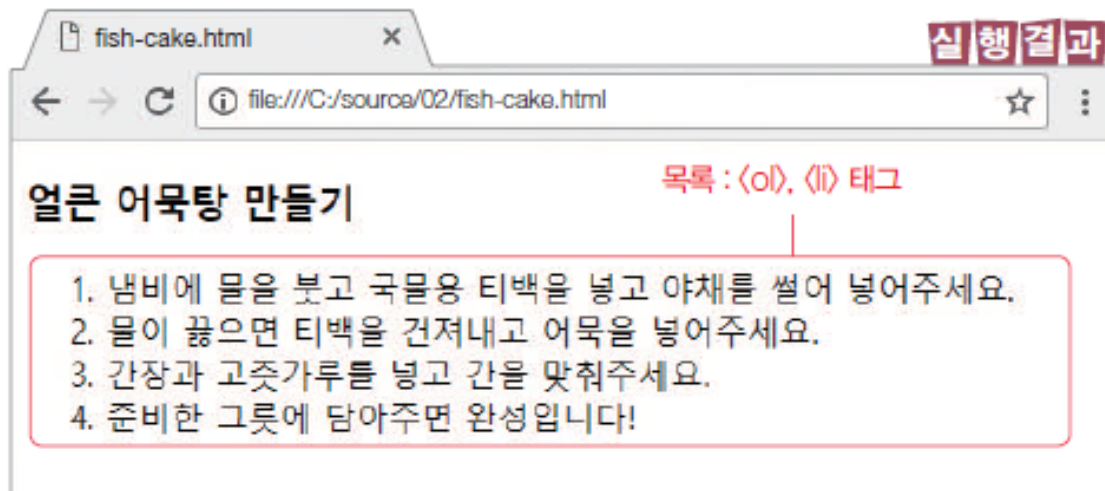 fish-cake.html
실행결과
file:///C:/source/02/fish-cake.html
목록 : <ol>, <li> 태그
얼큰 어묵탕 만들기
1. 냄비에 물을 붓고 국물용 티백을 넣고 야채를 썰어 넣어주세요.
2. 물이 끓으면 티백을 건져내고 어묵을 넣어주세요.
3. 간장과 고춧가루를 넣고 간을 맞춰주세요.
4. 준비한 그릇에 담아주면 완성입니다!